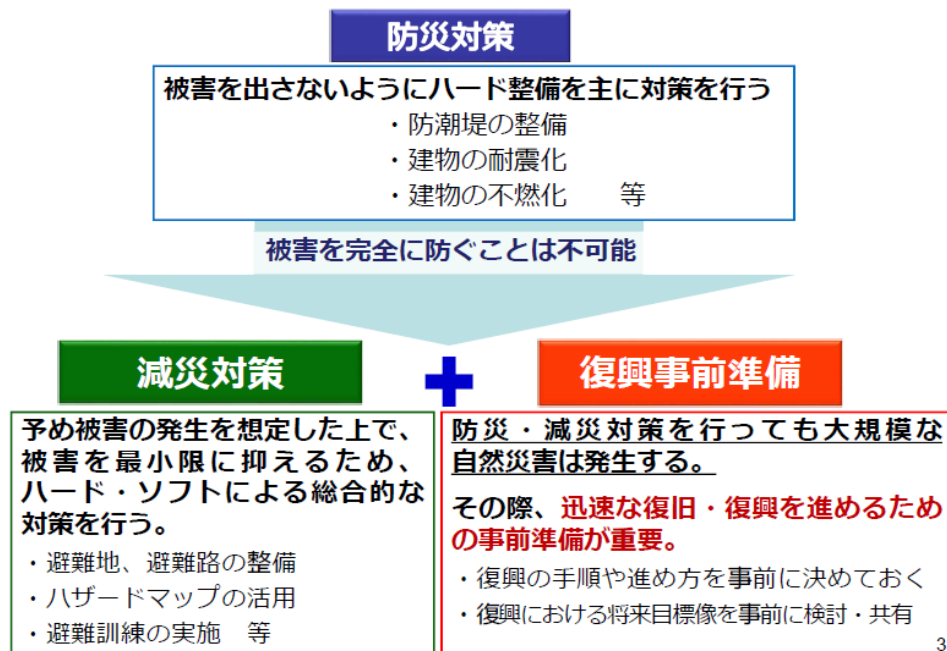 防災対策
被害を出さないようにハード整備を主に対策を行う
・防潮堤の整備
・建物の耐震化
・建物の不燃化　　等
被害を完全に防ぐことは不可能
減災対策
予め被害の発生を想定した上で、
被害を最小限に抑えるため、
ハード・ソフトによる総合的な
対策を行う。
・避難地、避難路の整備
・ハザードマップの活用
・避難訓練の実施　等
+
復興事前準備
防災・減災対策を行っても大規模な
自然災害は発生する。
その際、迅速な復旧・復興を進めるため
の事前準備が重要。
・復興の手順や進め方を事前に決めておく
・復興における将来目標像を事前に検討・共有
3